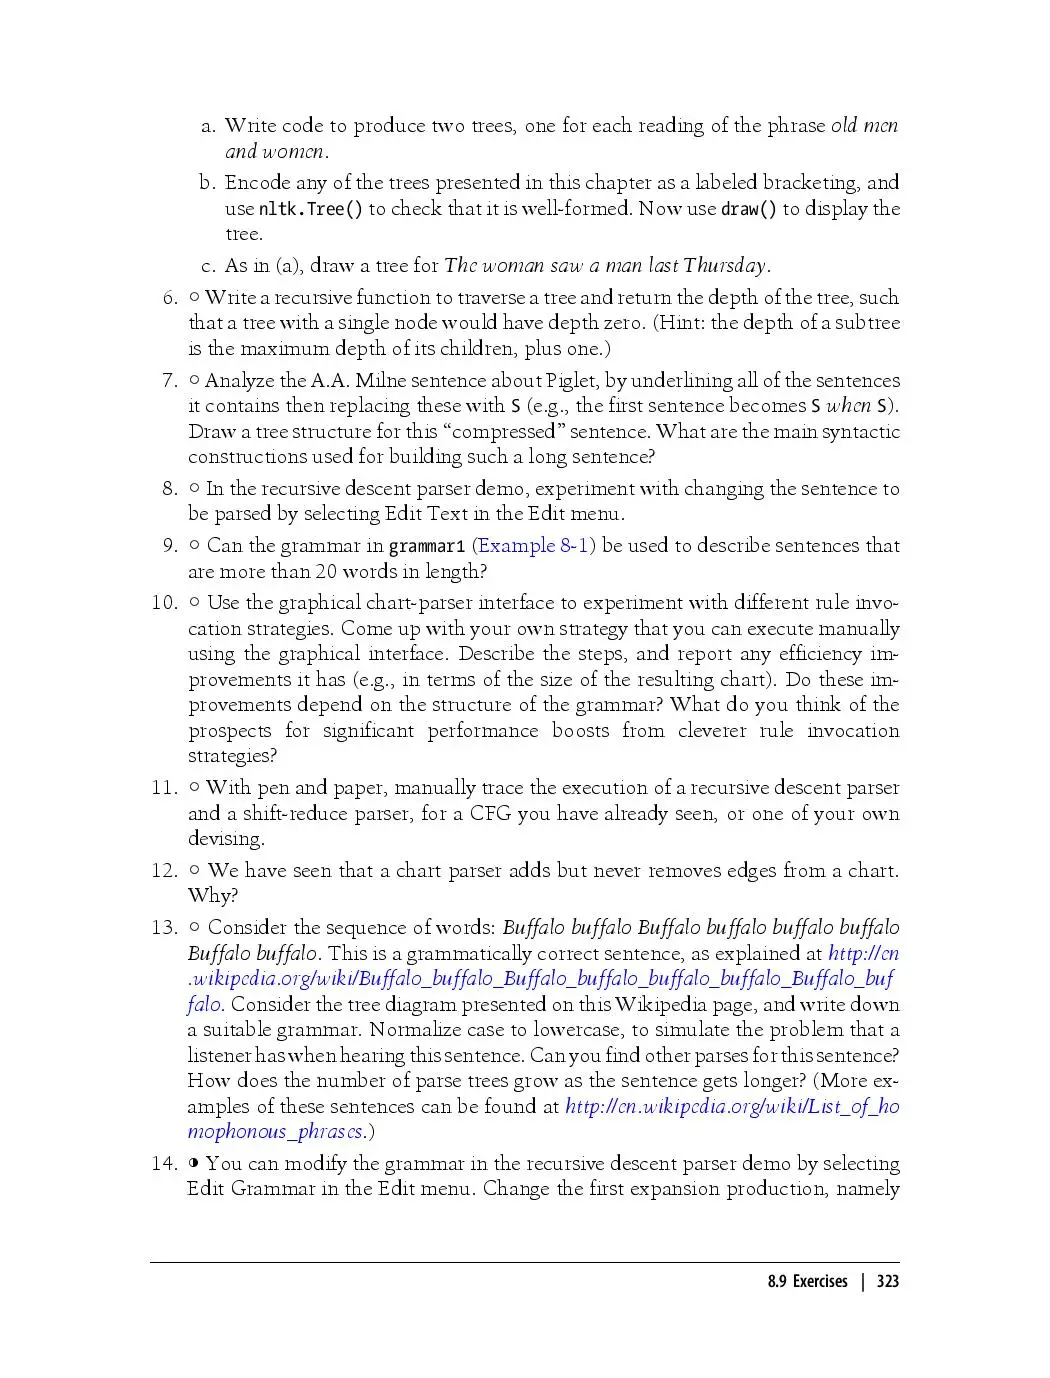 a. Write code to produce two trees, one for each reading of the phrase old men
and women.
b. Encode any of the trees presented in this chapter as a labeled bracketing, and
use nltk.Tree() to check that it is well-formed. Now use draw() to display the
tree.
c. As in (a), draw a tree for The woman saw a man last Thursday.
6. ○ Write a recursive function to traverse a tree and return the depth of the tree, such
that a tree with a single node would have depth zero. (Hint: the depth of a subtree
is the maximum depth of its children, plus one.)
7. ○ Analyze the A.A. Milne sentence about Piglet, by underlining all of the sentences
it contains then replacing these with S (e.g., the first sentence becomes S when S).
Draw a tree structure for this “compressed” sentence. What are the main syntactic
constructions used for building such a long sentence?
8. ○ In the recursive descent parser demo, experiment with changing the sentence to
be parsed by selecting Edit Text in the Edit menu.
9. ○ Can the grammar in grammar1 (Example 8-1) be used to describe sentences that
are more than 20 words in length?
10. ○ Use the graphical chart-parser interface to experiment with different rule invo-
cation strategies. Come up with your own strategy that you can execute manually
using the graphical interface. Describe the steps, and report any efficiency im-
provements it has (e.g., in terms of the size of the resulting chart). Do these im-
provements depend on the structure of the grammar? What do you think of the
prospects for significant performance boosts from cleverer rule invocation
strategies?
11. ○ With pen and paper, manually trace the execution of a recursive descent parser
and a shift-reduce parser, for a CFG you have already seen, or one of your own
devising.
12. ○ We have seen that a chart parser adds but never removes edges from a chart.
Why?
13. ○ Consider the sequence of words: Buffalo buffalo Buffalo buffalo buffalo buffalo
Buffalo buffalo. This is a grammatically correct sentence, as explained at http://en
.wikipedia.org/wiki/Buffalo_buffalo_Buffalo_buffalo_buffalo_buffalo_Buffalo_buf
falo. Consider the tree diagram presented on this Wikipedia page, and write down
a suitable grammar. Normalize case to lowercase, to simulate the problem that a
listener has when hearing this sentence. Can you find other parses for this sentence?
How does the number of parse trees grow as the sentence gets longer? (More ex-
amples of these sentences can be found at http://en.wikipedia.org/wiki/List_of_ho
mophonous_phrases.)
14. ◑ You can modify the grammar in the recursive descent parser demo by selecting
Edit Grammar in the Edit menu. Change the first expansion production, namely
8.9 Exercises | 323